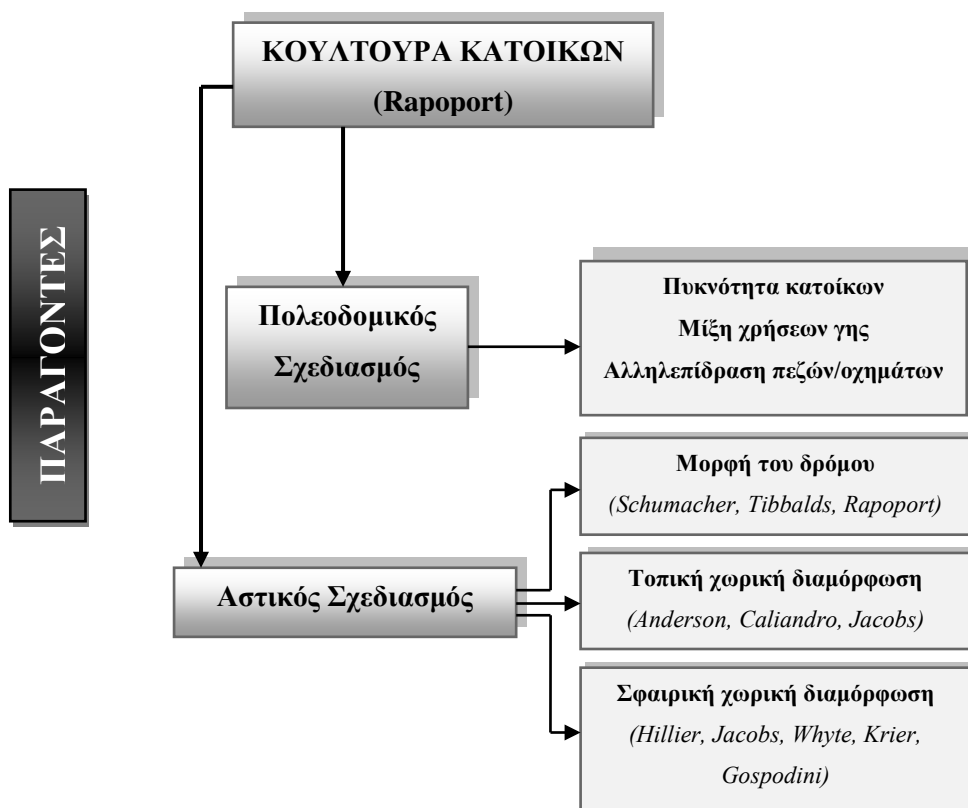 ΚΟΥΛΤΟΥΡΑ ΚΑΤΟΙΚΩΝ
(Rapoport)
ΠΑΡΑΓΟΝΤΕΣ
Πολεοδομικός
Σχεδιασμός
Πυκνότητα κατοίκων
Μίξη χρήσεων γης
Αλληλεπίδραση πεζών/οχημάτων
Αστικός Σχεδιασμός
Μορφή του δρόμου
(Schumacher, Tibbalds, Rapoport)
Τοπική χωρική διαμόρφωση
(Anderson, Caliandro, Jacobs)
Σφαιρική χωρική διαμόρφωση
(Hillier, Jacobs, Whyte, Krier,
Gospodini)